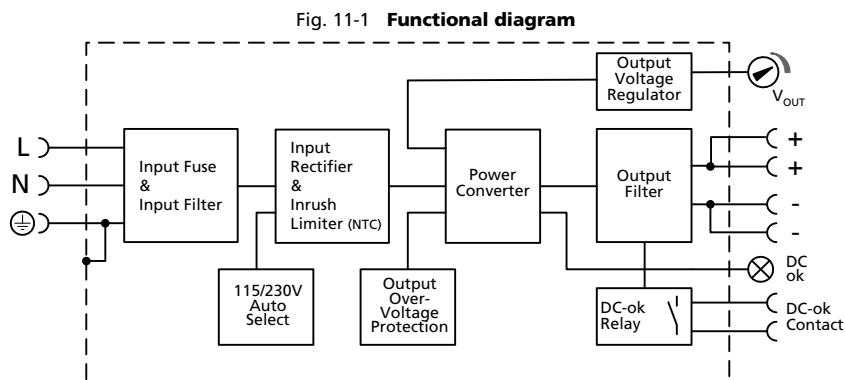 Fig. 11-1 Functional diagram
Output
Voltage
Regulator
VOUT
L
N
Input Fuse
&
Input Filter
Input
Rectifier
&
Inrush
Limiter (NTC)
Power
Converter
Output
Filter
+
+
-
-
DC
ok
115/230V
Auto
Select
Output
Over-
Voltage
Protection
DC-ok
Relay
DC-ok
Contact